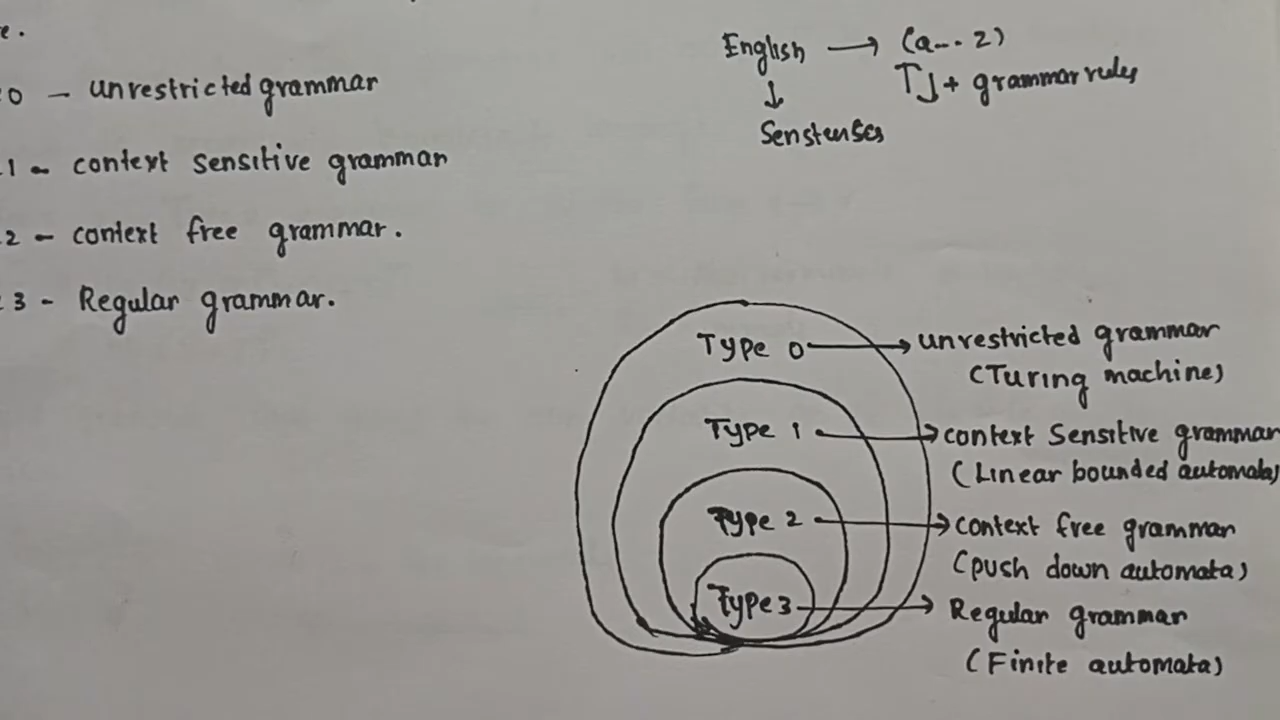 e.
0 - unrestricted grammar
1 - context sensitive grammar
2 - context free grammar.
3 - Regular grammar.
English → (a... z)
+ grammar rules
↓
Senstenses
Type 0 → unrestricted grammar
(Turing machine)
Type 1 → context sensitive grammar
(Linear bounded automata)
Type 2 → context free grammar
(push down automata)
Type 3 → Regular grammar
(Finite automata)